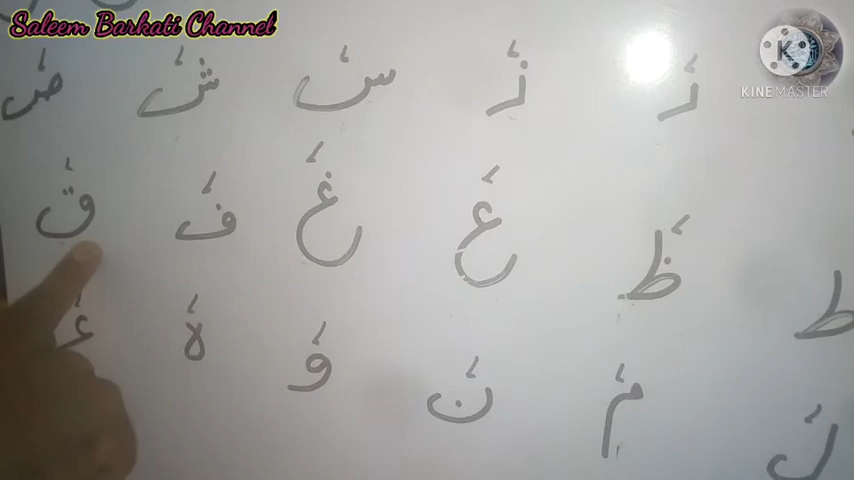 Saleem Barkati Channel
KINEMASTER
رَ زَ سَ شَ صَ
ظَ عَ غَ فَ قَ
لَ مَ نَ وَ هَ ءَ